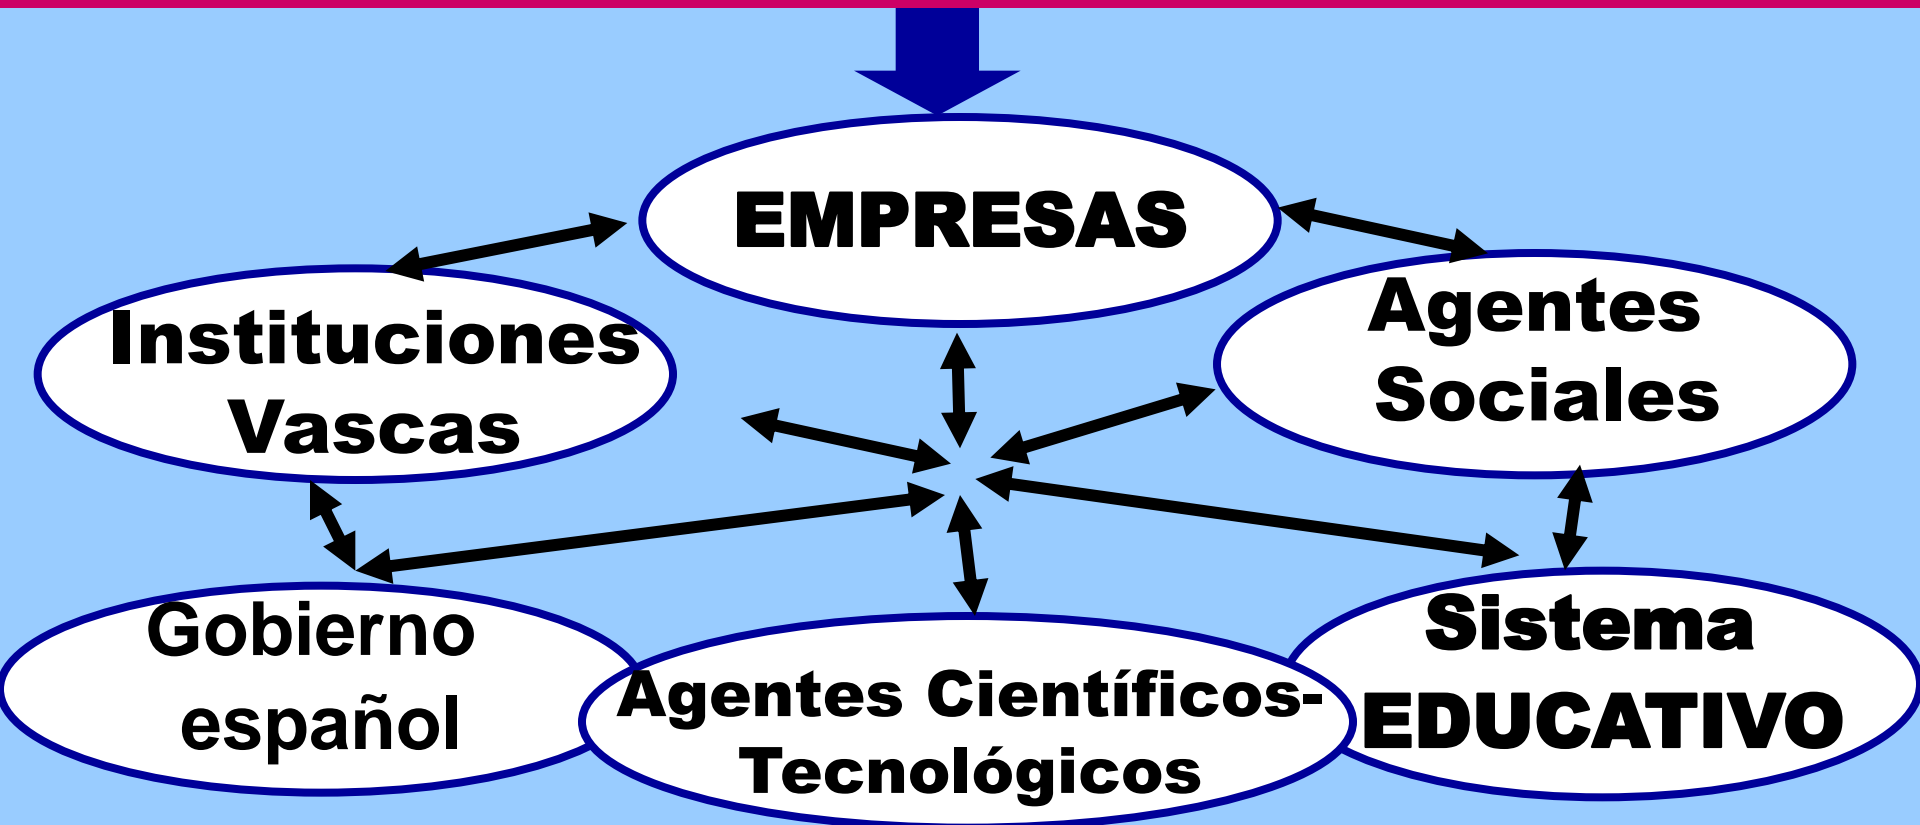 EMPRESAS
Instituciones
Vascas
Agentes
Sociales
Gobierno
español
Agentes Científicos-
Tecnológicos
Sistema
EDUCATIVO